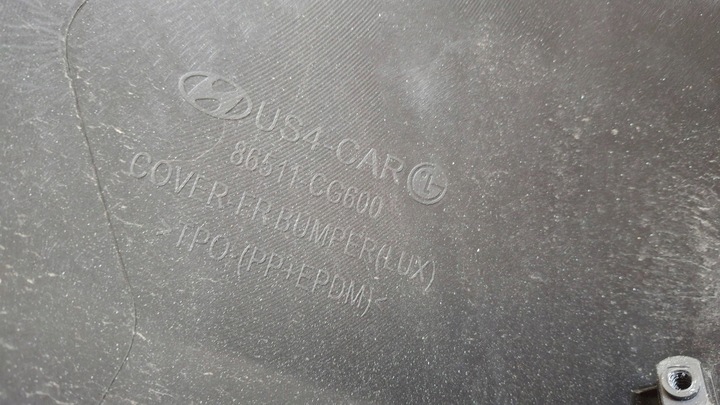 US4-CAR L
86511-CG600
COVER-FR BUMPER(LUX)
>TPO-(PP+EPDM)<